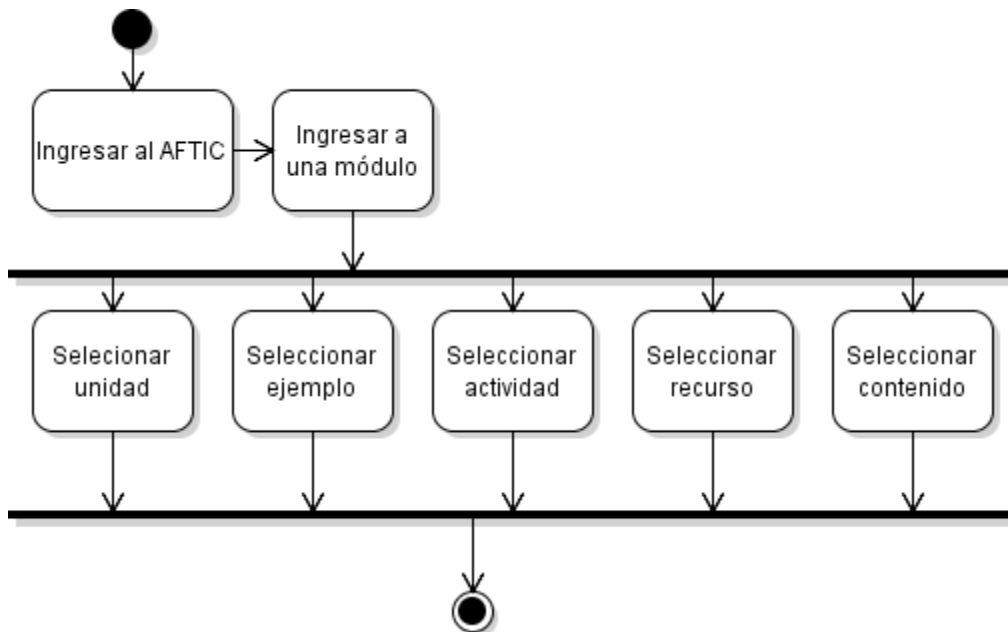 Ingresar al AFTIC
Ingresar a
una módulo
Selecionar
unidad
Seleccionar
ejemplo
Seleccionar
actividad
Seleccionar
recurso
Seleccionar
contenido